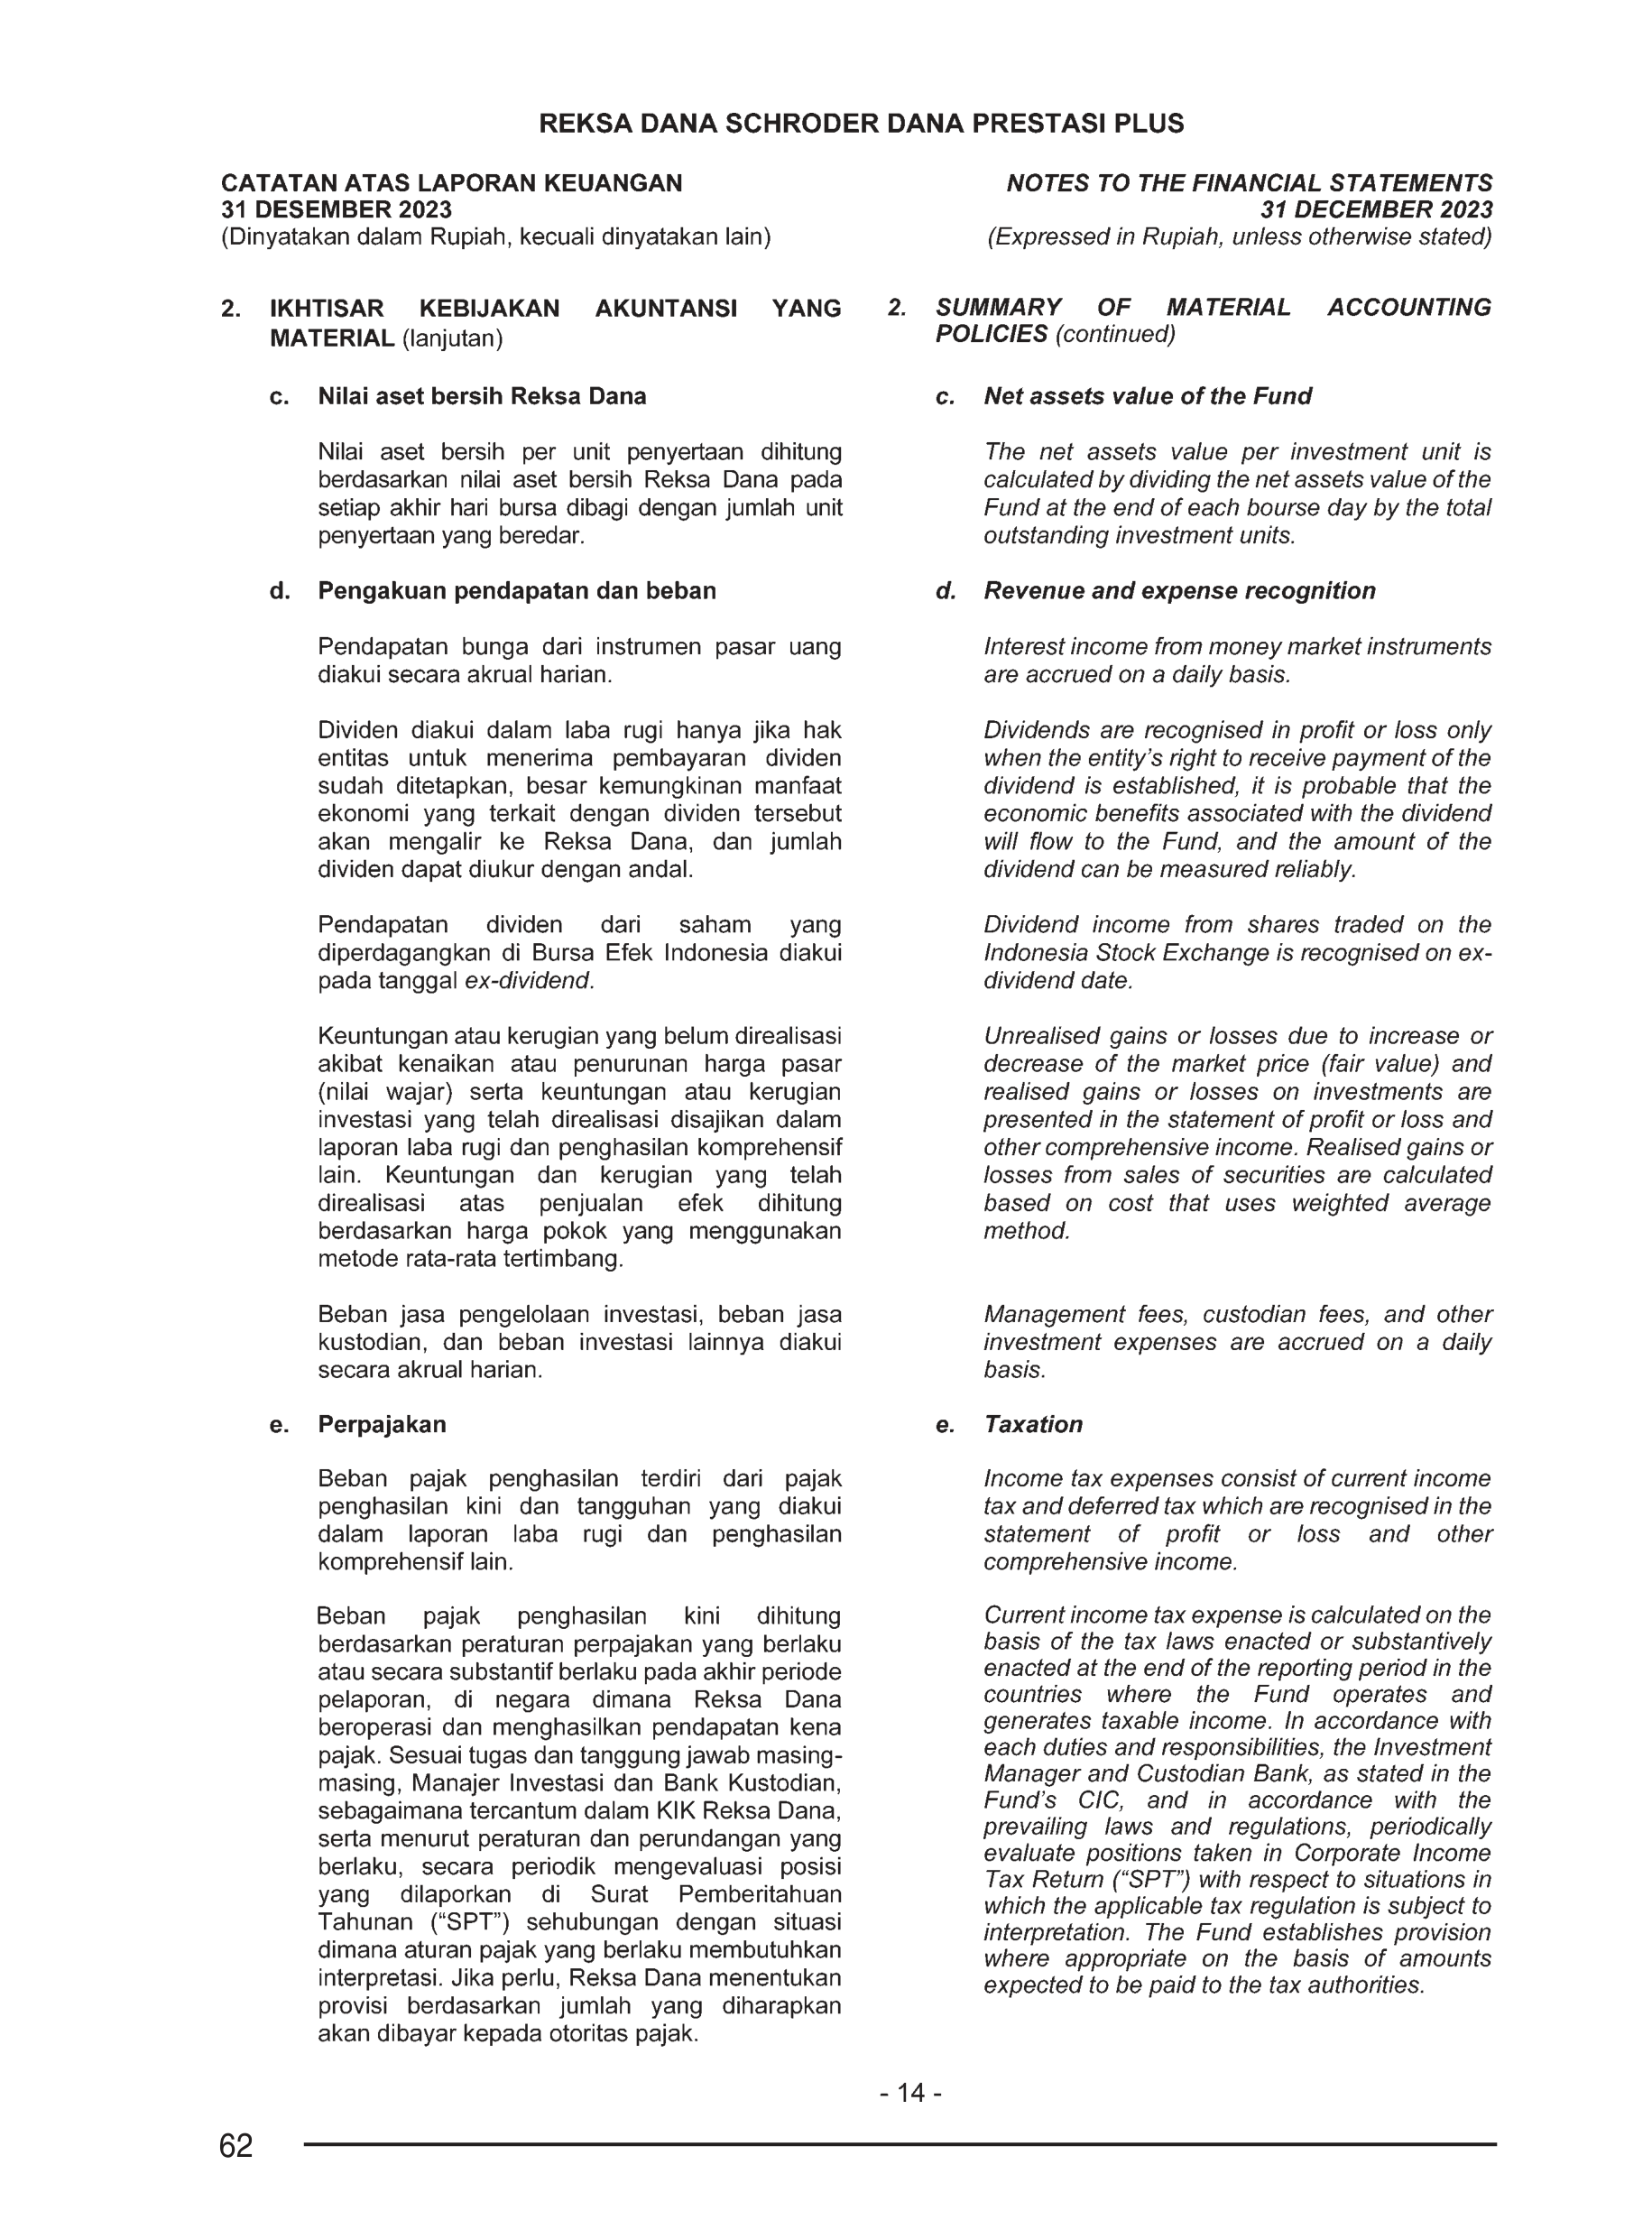 REKSA DANA SCHRODER DANA PRESTASI PLUS
CATATAN ATAS LAPORAN KEUANGAN
31 DESEMBER 2023
(Dinyatakan dalam Rupiah, kecuali dinyatakan lain)
NOTES TO THE FINANCIAL STATEMENTS
31 DECEMBER 2023
(Expressed in Rupiah, unless otherwise stated)
2. IKHTISAR KEBIJAKAN AKUNTANSI YANG
MATERIAL (lanjutan)
c. Nilai aset bersih Reksa Dana
Nilai aset bersih per unit penyertaan dihitung
berdasarkan nilai aset bersih Reksa Dana pada
setiap akhir hari bursa dibagi dengan jumlah unit
penyertaan yang beredar.
d. Pengakuan pendapatan dan beban
Pendapatan bunga dari instrumen pasar uang
diakui secara akrual harian.
Dividen diakui dalam laba rugi hanya jika hak
entitas untuk menerima pembayaran dividen
sudah ditetapkan, besar kemungkinan manfaat
ekonomi yang terkait dengan dividen tersebut
akan mengalir ke Reksa Dana, dan jumlah
dividen dapat diukur dengan andal.
Pendapatan dividen dari saham yang
diperdagangkan di Bursa Efek Indonesia diakui
pada tanggal ex-dividend.
Keuntungan atau kerugian yang belum direalisasi
akibat kenaikan atau penurunan harga pasar
(nilai wajar) serta keuntungan atau kerugian
investasi yang telah direalisasi disajikan dalam
laporan laba rugi dan penghasilan komprehensif
lain. Keuntungan dan kerugian yang telah
direalisasi atas penjualan efek dihitung
berdasarkan harga pokok yang menggunakan
metode rata-rata tertimbang.
Beban jasa pengelolaan investasi, beban jasa
kustodian, dan beban investasi lainnya diakui
secara akrual harian.
e. Perpajakan
Beban pajak penghasilan terdiri dari pajak
penghasilan kini dan tangguhan yang diakui
dalam laporan laba rugi dan penghasilan
komprehensif lain.
Beban pajak penghasilan kini dihitung
berdasarkan peraturan perpajakan yang berlaku
atau secara substantif berlaku pada akhir periode
pelaporan, di negara dimana Reksa Dana
beroperasi dan menghasilkan pendapatan kena
pajak. Sesuai tugas dan tanggung jawab masing-
masing, Manajer Investasi dan Bank Kustodian,
sebagaimana tercantum dalam KIK Reksa Dana,
serta menurut peraturan dan perundangan yang
berlaku, secara periodik mengevaluasi posisi
yang dilaporkan di Surat Pemberitahuan
Tahunan (“SPT”) sehubungan dengan situasi
dimana aturan pajak yang berlaku membutuhkan
interpretasi. Jika perlu, Reksa Dana menentukan
provisi berdasarkan jumlah yang diharapkan
akan dibayar kepada otoritas pajak.
2. SUMMARY OF MATERIAL ACCOUNTING
POLICIES (continued)
c. Net assets value of the Fund
The net assets value per investment unit is
calculated by dividing the net assets value of the
Fund at the end of each bourse day by the total
outstanding investment units.
d. Revenue and expense recognition
Interest income from money market instruments
are accrued on a daily basis.
Dividends are recognised in profit or loss only
when the entity’s right to receive payment of the
dividend is established, it is probable that the
economic benefits associated with the dividend
will flow to the Fund, and the amount of the
dividend can be measured reliably.
Dividend income from shares traded on the
Indonesia Stock Exchange is recognised on ex-
dividend date.
Unrealised gains or losses due to increase or
decrease of the market price (fair value) and
realised gains or losses on investments are
presented in the statement of profit or loss and
other comprehensive income. Realised gains or
losses from sales of securities are calculated
based on cost that uses weighted average
method.
Management fees, custodian fees, and other
investment expenses are accrued on a daily
basis.
e. Taxation
Income tax expenses consist of current income
tax and deferred tax which are recognised in the
statement of profit or loss and other
comprehensive income.
Current income tax expense is calculated on the
basis of the tax laws enacted or substantively
enacted at the end of the reporting period in the
countries where the Fund operates and
generates taxable income. In accordance with
each duties and responsibilities, the Investment
Manager and Custodian Bank, as stated in the
Fund’s CIC, and in accordance with the
prevailing laws and regulations, periodically
evaluate positions taken in Corporate Income
Tax Return (“SPT”) with respect to situations in
which the applicable tax regulation is subject to
interpretation. The Fund establishes provision
where appropriate on the basis of amounts
expected to be paid to the tax authorities.
- 14 -
62